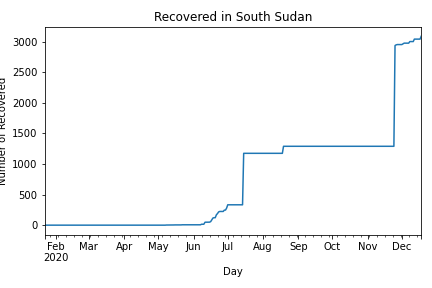 Recovered in South Sudan
Number of Recovered
3000
2500
2000
1500
1000
500
0
Feb Mar Apr May Jun Jul Aug Sep Oct Nov Dec
2020
Day